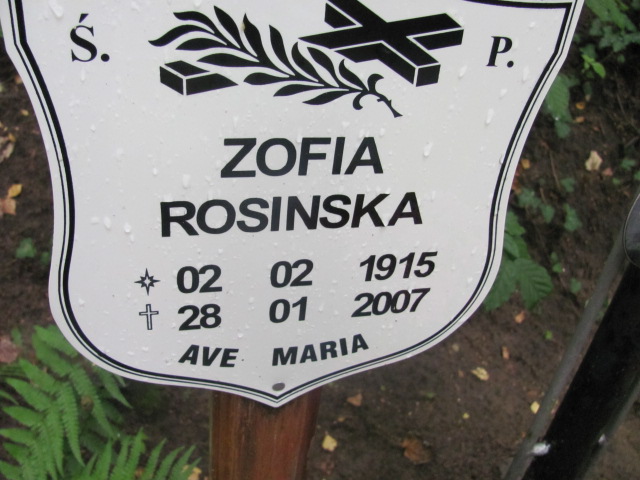 Ś. P.
ZOFIA
ROSINSKA
02 02 1915
28 01 2007
AVE MARIA